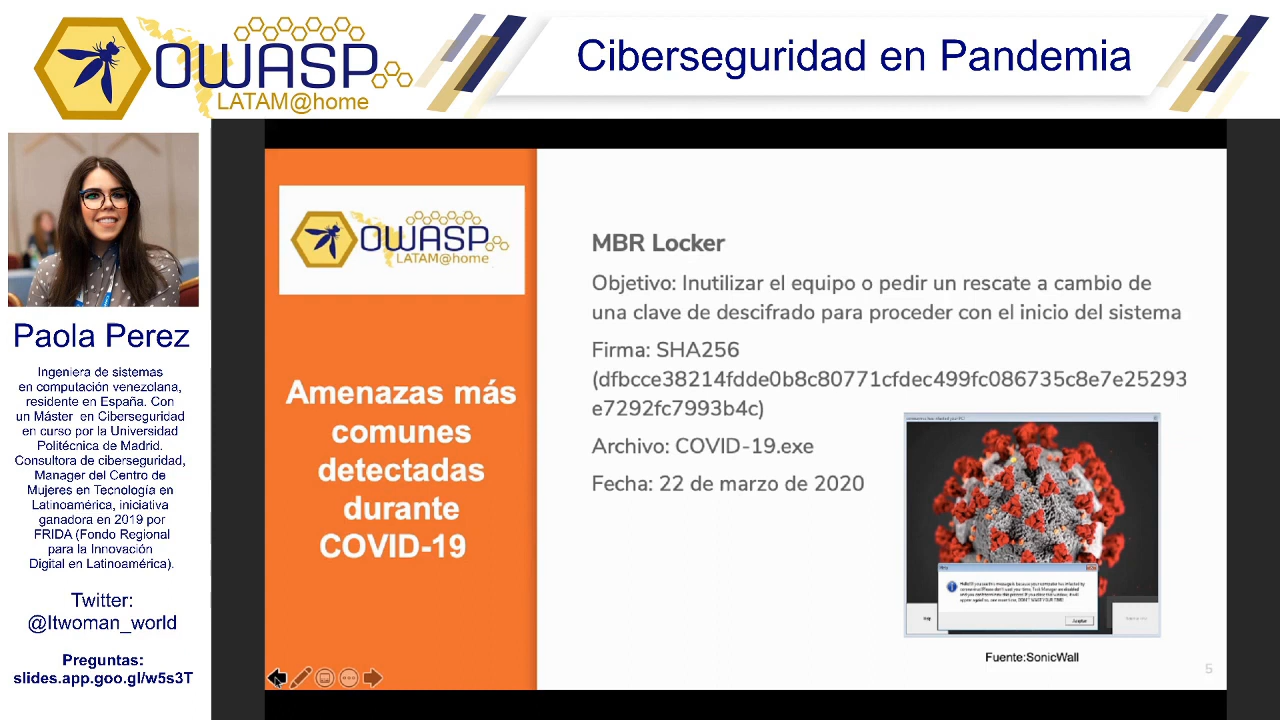 OWASP
LATAM@home
Ciberseguridad en Pandemia
Paola Perez
Ingeniera de sistemas
en computación venezolana,
residente en España. Con
un Máster en Ciberseguridad
en curso por la Universidad
Politécnica de Madrid.
Consultora de ciberseguridad,
Manager del Centro de
Mujeres en Tecnología en
Latinoamérica, iniciativa
ganadora en 2019 por
FRIDA (Fondo Regional
para la Innovación
Digital en Latinoamérica).
Twitter:
@Itwoman_world
Preguntas:
slides.app.goo.gl/w5s3T
OWASP
LATAM@home
Amenazas más
comunes
detectadas
durante
COVID-19
MBR Locker
Objetivo: Inutilizar el equipo o pedir un rescate a cambio de
una clave de descifrado para proceder con el inicio del sistema
Firma: SHA256
(dfbcce38214fdde0b8c80771cfdec499fc086735c8e7e25293
e7292fc7993b4c)
Archivo: COVID-19.exe
Fecha: 22 de marzo de 2020
Aceptar
Fuente:SonicWall
5